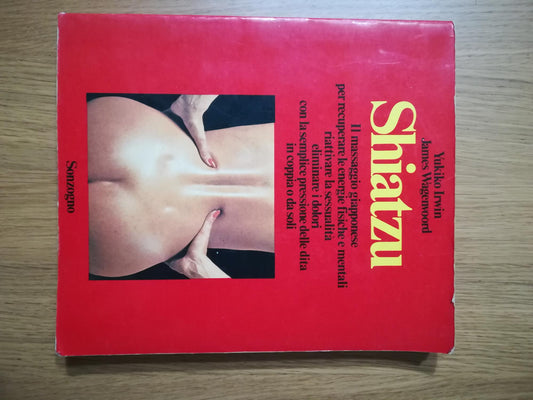 Yukiko Irwin
James Wagenvoord
Shiatzu
Il massaggio giapponese
per recuperare le energie fisiche e mentali
riattivare la sessualità
eliminare i dolori
con la semplice pressione delle dita
in coppia o da soli
Sonzogno